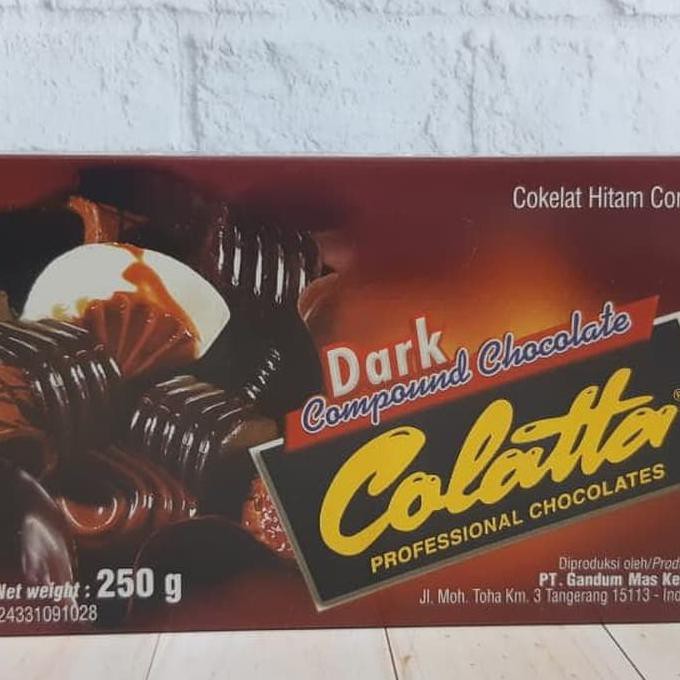 Cokelat Hitam
Dark
Compound Chocolate
Colatta
PROFESSIONAL CHOCOLATES
Net weight : 250 g
24331091028
Diproduksi oleh/
PT. Gandum Mas
Jl. Moh. Toha Km. 3 Tangerang 15113 -